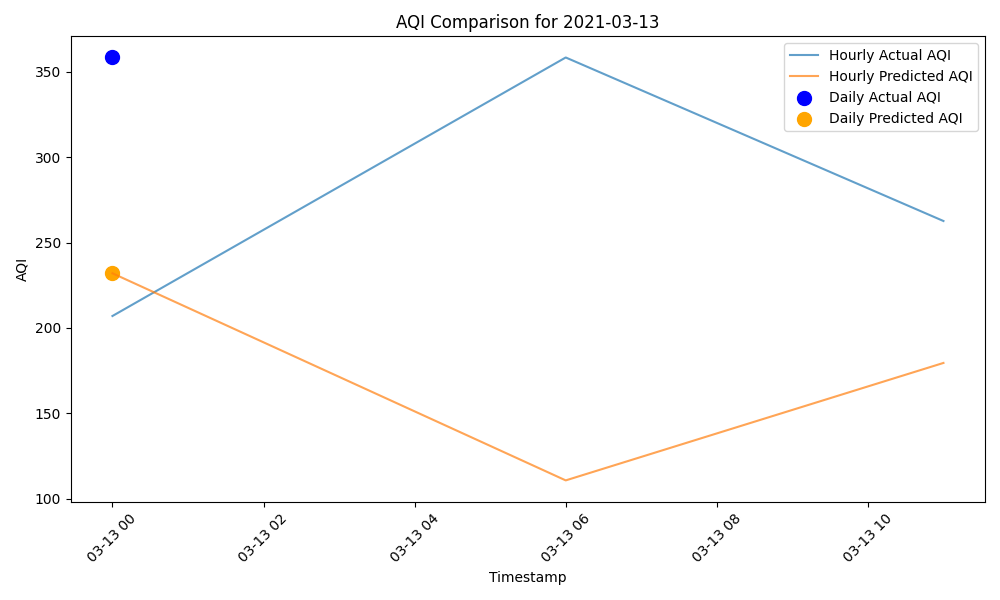 AQI Comparison for 2021-03-13
Hourly Actual AQI
Hourly Predicted AQI
Daily Actual AQI
Daily Predicted AQI
AQI
350
300
250
200
150
100
03-13 00
03-13 02
03-13 04
03-13 06
03-13 08
03-13 10
Timestamp